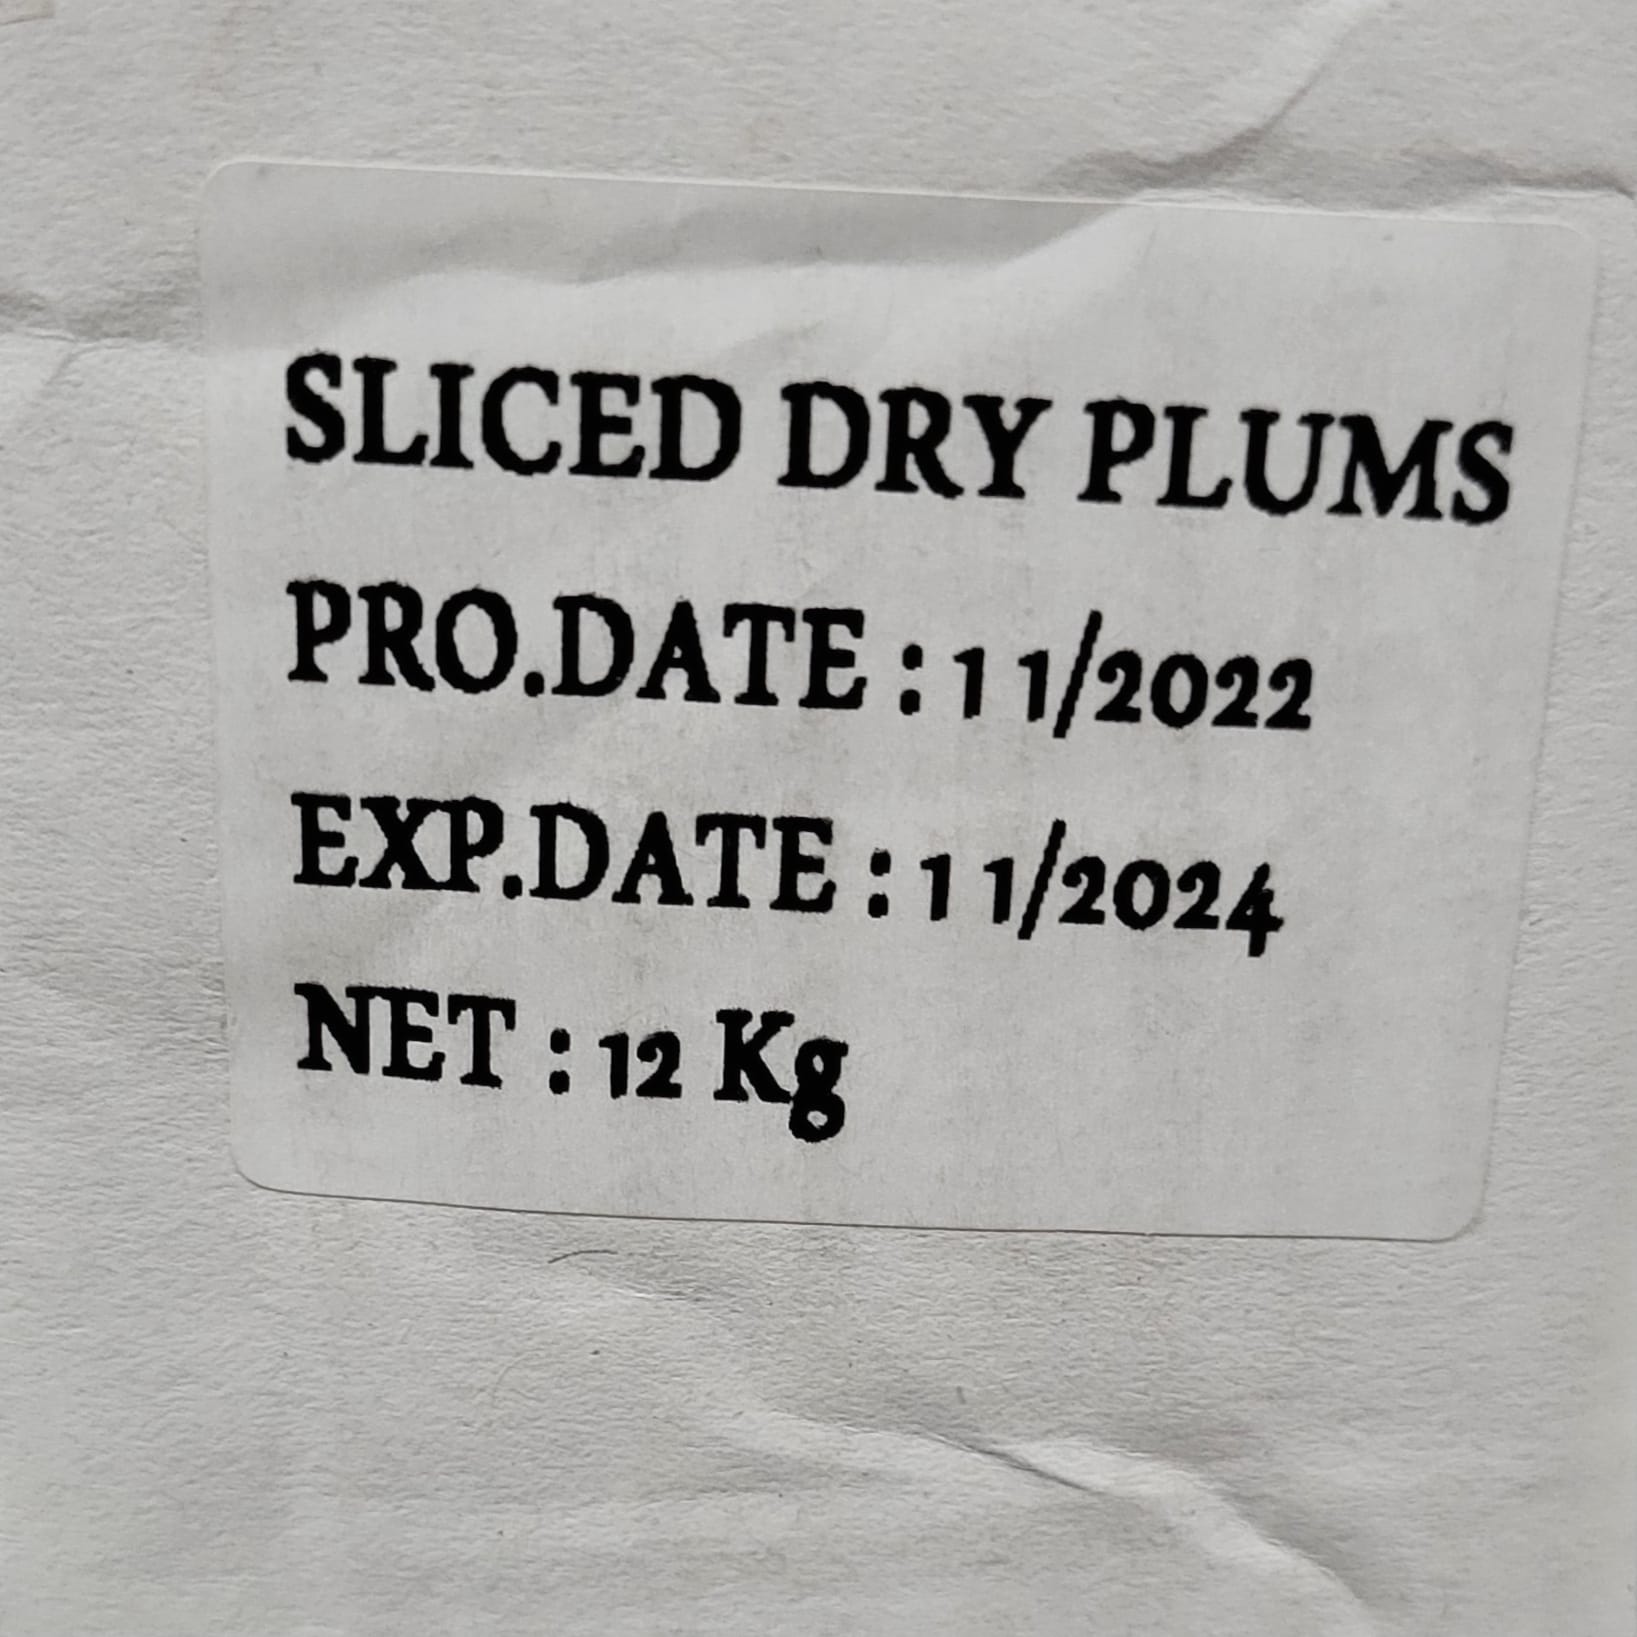 SLICED DRY PLUMS
PRO.DATE : 11/2022
EXP.DATE : 11/2024
NET : 12 Kg